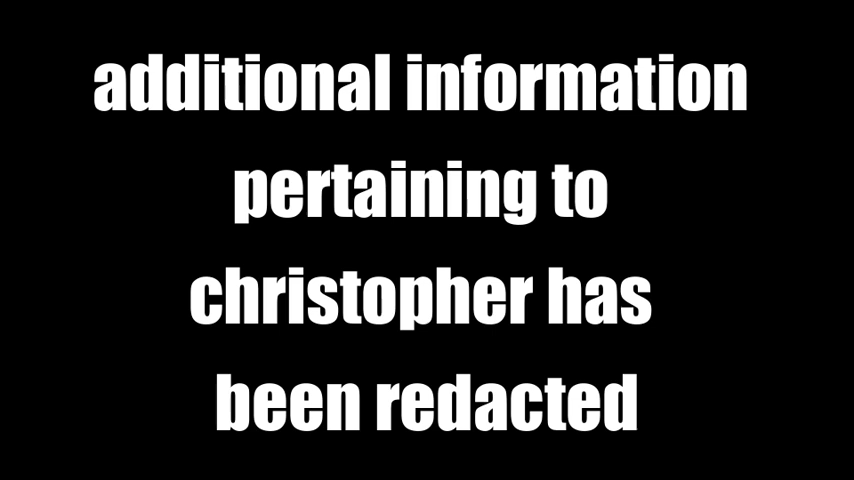 additional information
pertaining to
christopher has
been redacted